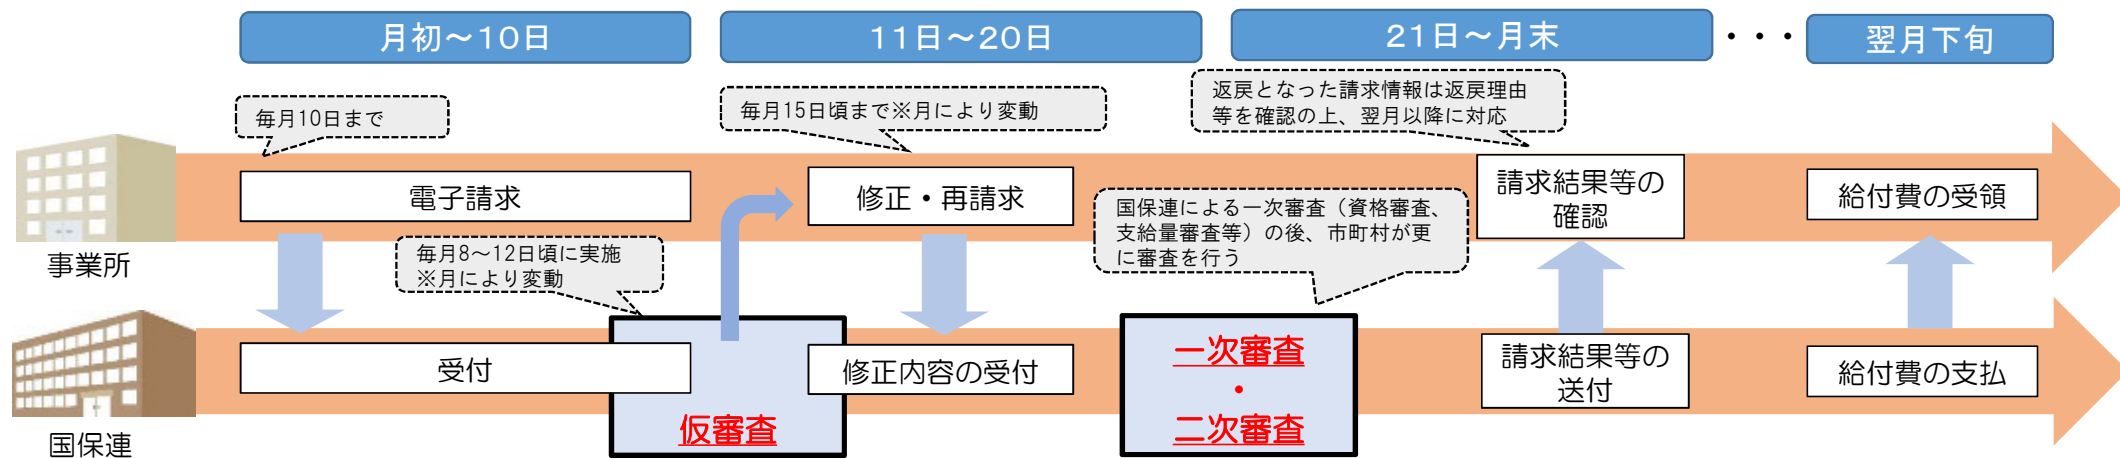 月初～10日
11日～20日
21日～月末
・・・
翌月下旬
毎月10日まで
毎月15日頃まで※月により変動
返戻となった請求情報は返戻理由
等を確認の上、翌月以降に対応
事業所
電子請求
修正・再請求
請求結果等の
確認
給付費の受領
毎月8～12日頃に実施
※月により変動
国保連による一次審査（資格審査、
支給量審査等）の後、市町村が更
に審査を行う
国保連
受付
仮審査
修正内容の受付
一次審査
・
二次審査
請求結果等の
送付
給付費の支払